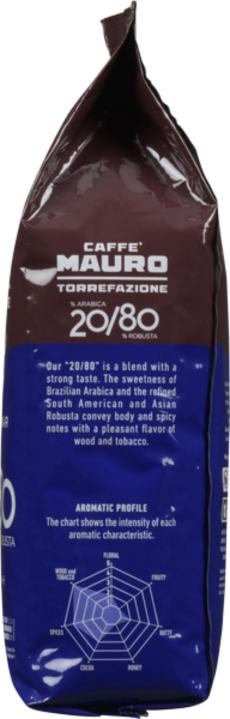 CAFFE'
MAURO
TORREFAZIONE
% ARABICA
20/80
% ROBUSTA
Our "20/80" is a blend with a
strong taste. The sweetness of
Brazilian Arabica and the refined
South American and Asian
Robusta convey body and spicy
notes with a pleasant flavor of
wood and tobacco.
AROMATIC PROFILE
The chart shows the intensity of each
aromatic characteristic.
FLORAL
WOOD and
TOBACCO
FRUITY
SPICES
NUTTY
COCOA
HONEY